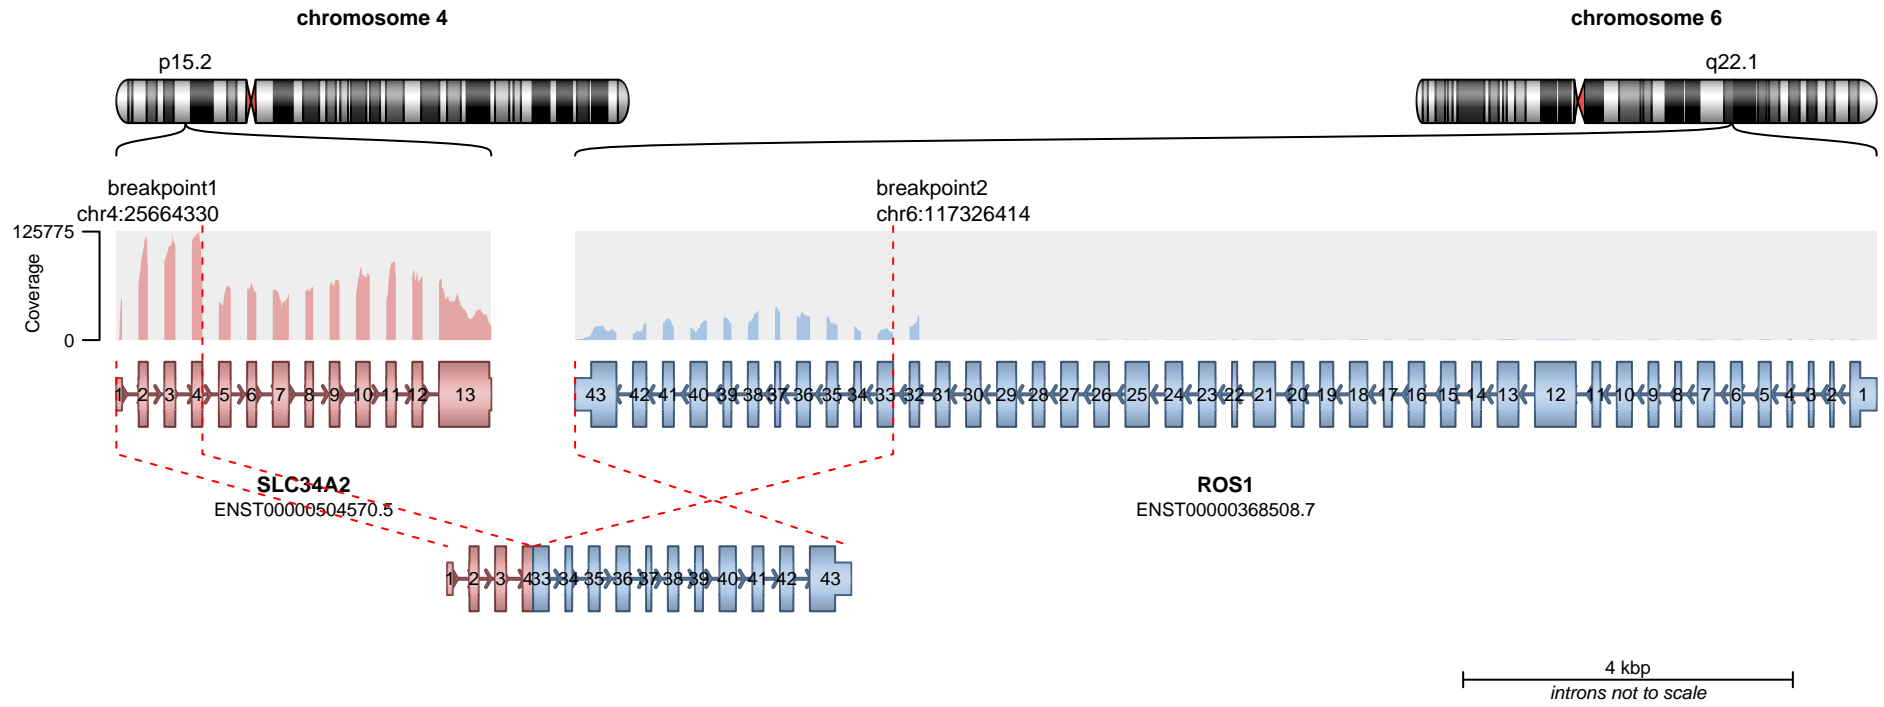 chromosome 4
chromosome 6
p15.2
q22.1
breakpoint1
chr4:25664330
breakpoint2
chr6:117326414
125775
Coverage
0
1 2 3 4 5 6 7 8 9 10 11 12 13
43 42 41 40 39 38 37 36 35 34 33 32 31 30 29 28 27 26 25 24 23 22 21 20 19 18 17 16 15 14 13 12 11 10 9 8 7 6 5 4 3 2 1
SLC34A2
ENST00000504570.5
ROS1
ENST00000368508.7
1 2 3 4 33 34 35 36 37 38 39 40 41 42 43
4 kbp
introns not to scale